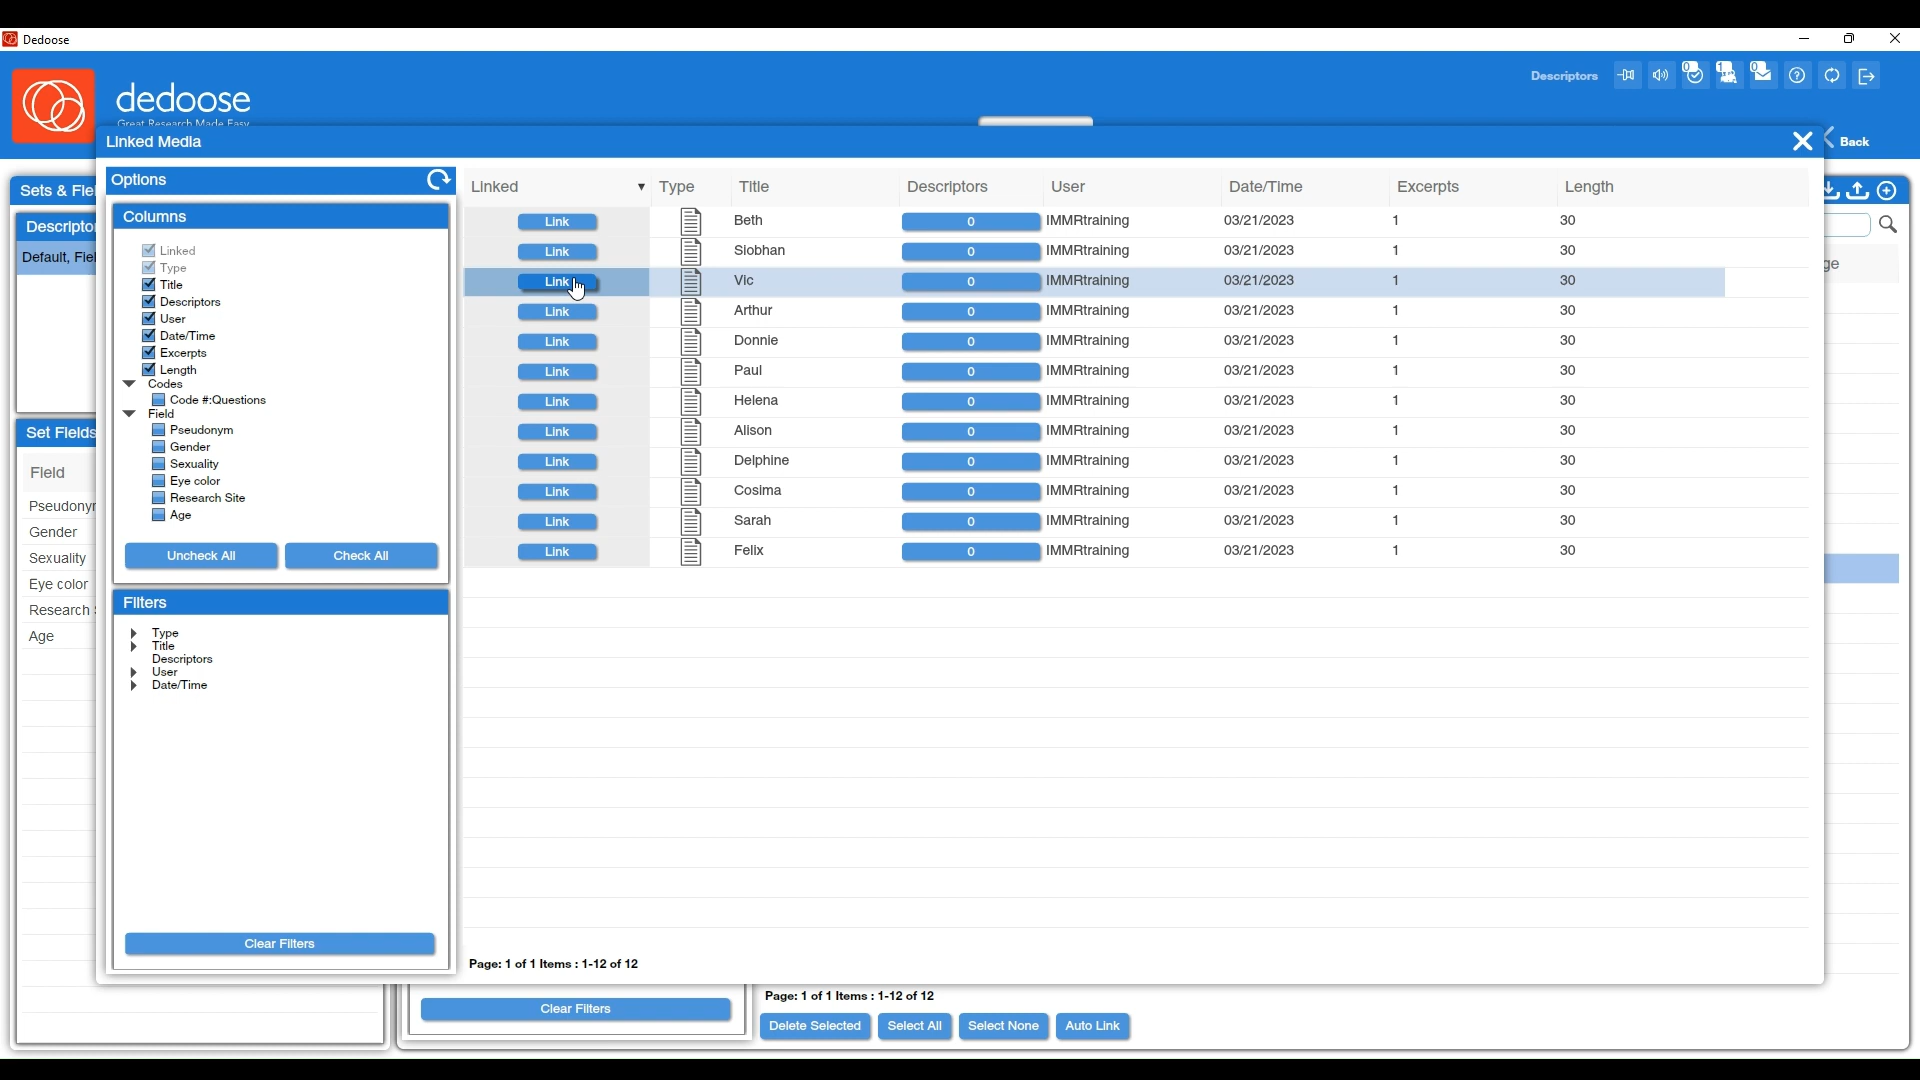 Dedoose
dedoose
Great Research Made Easy
Descriptors
0
1
0
Back
Linked Media
Sets &
Descriptor
Default,
Set Fields
Field
Gender
Sexuality
Eye color
Research
Age
Options
Columns
Linked
Type
Title
Descriptors
User
Date/Time
Excerpts
Length
Codes
Code #:Questions
Field
Pseudonym
Gender
Sexuality
Eye color
Research Site
Age
Uncheck All Check All
Filters
Type
Title
Descriptors
User
Date/Time
Clear Filters
Linked Type Title Descriptors User Date/Time Excerpts Length
Link Beth 0 IMMRtraining 03/21/2023 1 30
Link Siobhan 0 IMMRtraining 03/21/2023 1 30
Link Vic 0 IMMRtraining 03/21/2023 1 30
Link Arthur 0 IMMRtraining 03/21/2023 1 30
Link Donnie 0 IMMRtraining 03/21/2023 1 30
Link Paul 0 IMMRtraining 03/21/2023 1 30
Link Helena 0 IMMRtraining 03/21/2023 1 30
Link Alison 0 IMMRtraining 03/21/2023 1 30
Link Delphine 0 IMMRtraining 03/21/2023 1 30
Link Cosima 0 IMMRtraining 03/21/2023 1 30
Link Sarah 0 IMMRtraining 03/21/2023 1 30
Link Felix 0 IMMRtraining 03/21/2023 1 30
Page: 1 of 1 Items : 1-12 of 12
Clear Filters
Page: 1 of 1 Items : 1-12 of 12
Delete Selected Select All Select None Auto Link